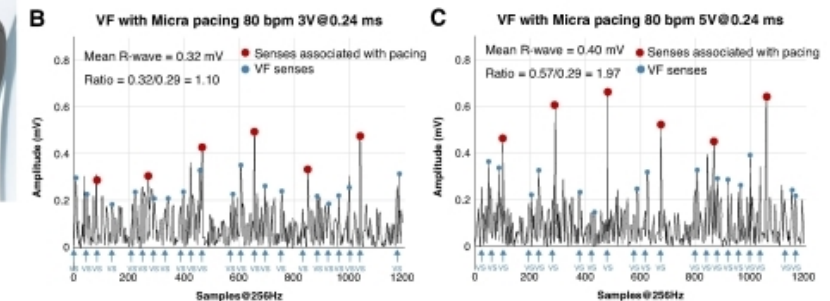 B
VF with Micra pacing 80 bpm 3V@0.24 ms
Mean R-wave = 0.32 mV
Ratio = 0.32/0.29 = 1.10
Senses associated with pacing
VF senses
Amplitude (mV)
0.8
0.6
0.4
0.2
0
0 200 400 600 800 1000 1200
Samples@256Hz
C
VF with Micra pacing 80 bpm 5V@0.24 ms
Mean R-wave = 0.40 mV
Ratio = 0.57/0.29 = 1.97
Senses associated with pacing
VF senses
Amplitude (mV)
0.8
0.6
0.4
0.2
0
0 200 400 600 800 1000 1200
Samples@256Hz